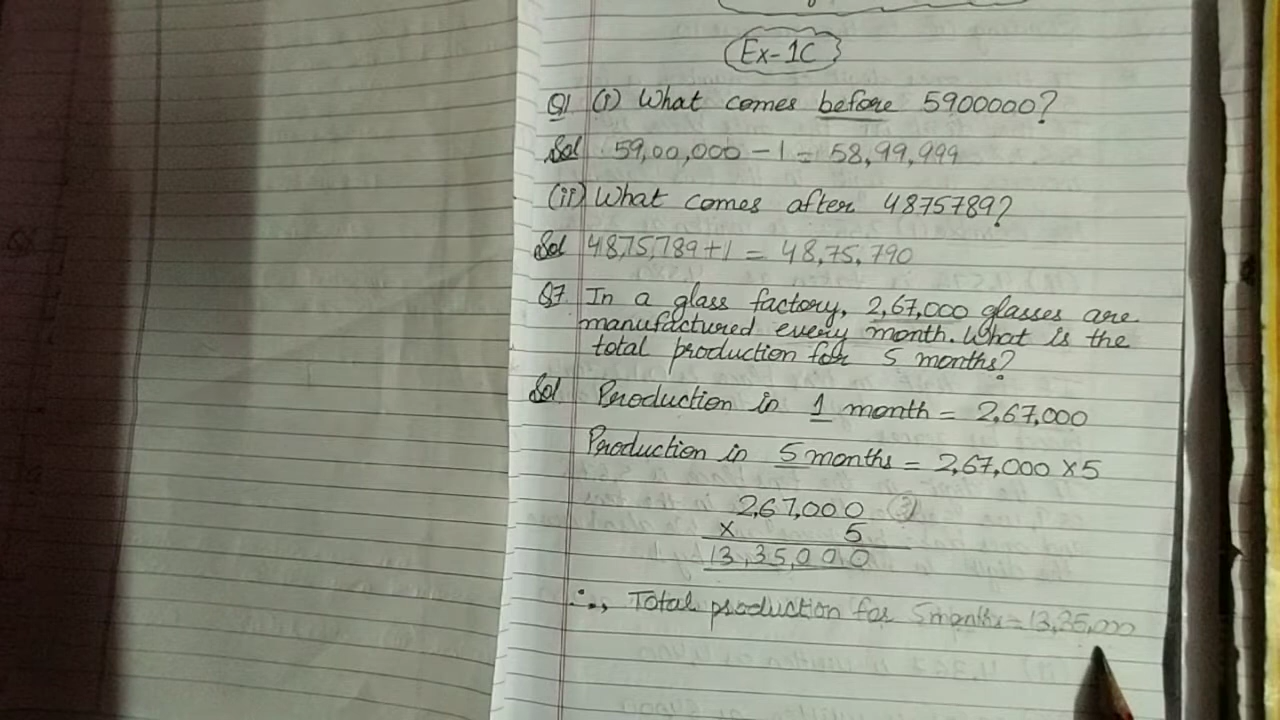 Ex-1C
Q1 (i) What comes before 5900000?
Sol 59,00,000 - 1 = 58,99,999
(ii) What comes after 4875789?
Sol 48,75,789 + 1 = 48,75,790
Q7 In a glass factory, 2,67,000 glasses are
manufactured every month. What is the
total production for 5 months?
Sol Production in 1 month = 2,67,000
Production in 5 months = 2,67,000 × 5
2,67,000 3
× 5
13,35,000
∴, Total production for 5 months = 13,35,000